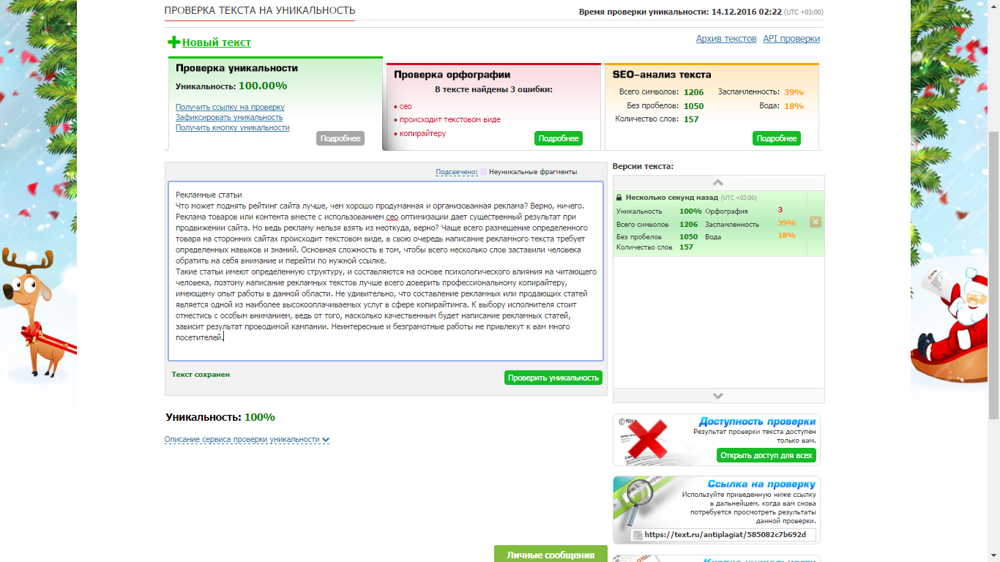 ПРОВЕРКА ТЕКСТА НА УНИКАЛЬНОСТЬ
Время проверки уникальности: 14.12.2016 02:22 (UTC +03:00)
Новый текст
Архив текстов API проверки
Проверка уникальности
Уникальность: 100.00%
Получить ссылку на проверку
Зафиксировать уникальность
Получить кнопку уникальности
Подробнее
Проверка орфографии
В тексте найдены 3 ошибки:
• сео
• происходит текстовом виде
• копирайтеру
Подробнее
SEO–анализ текста
Всего символов: 1206 Заспамленность: 39%
Без пробелов: 1050 Вода: 18%
Количество слов: 157
Подробнее
Подсвечено: Неуникальные фрагменты
Рекламные статьи
Что может поднять рейтинг сайта лучше, чем хорошо продуманная и организованная реклама? Верно, ничего.
Реклама товаров или контента вместе с использованием сео оптимизации дает существенный результат при
продвижении сайта. Но ведь рекламу нельзя взять из неоткуда, верно? Чаще всего размещение определенного
товара на сторонних сайтах происходит текстовом виде, в свою очередь написание рекламного текста требует
определенных навыков и знаний. Основная сложность в том, чтобы всего несколько слов заставили человека
обратить на себя внимание и перейти по нужной ссылке.
Такие статьи имеют определенную структуру, и составляются на основе психологического влияния на читающего
человека, поэтому написание рекламных текстов лучше всего доверить профессиональному копирайтеру,
имеющему опыт работы в данной области. Не удивительно, что составление рекламных или продающих статей
является одной из наиболее высокооплачиваемых услуг в сфере копирайтинга. К выбору исполнителя стоит
отнестись с особым вниманием, ведь от того, насколько качественным будет написание рекламных статей,
зависит результат проводимой кампании. Неинтересные и безграмотные работы не привлекут к вам много
посетителей.
Текст сохранен
Проверить уникальность
Уникальность: 100%
Описание сервиса проверки уникальности
Версии текста:
Несколько секунд назад (UTC +03:00)
Уникальность 100% Орфография 3
Всего символов 1206 Заспамленность 39%
Без пробелов 1050 Вода 18%
Количество слов 157
Доступность проверки
Результат проверки текста доступен
только вам.
Открыть доступ для всех
Ссылка на проверку
Используйте приведенную ниже ссылку
в дальнейшем, когда вам снова
потребуется просмотреть результаты
данной проверки.
https://text.ru/antiplagiat/585082c7b692d
Личные сообщения